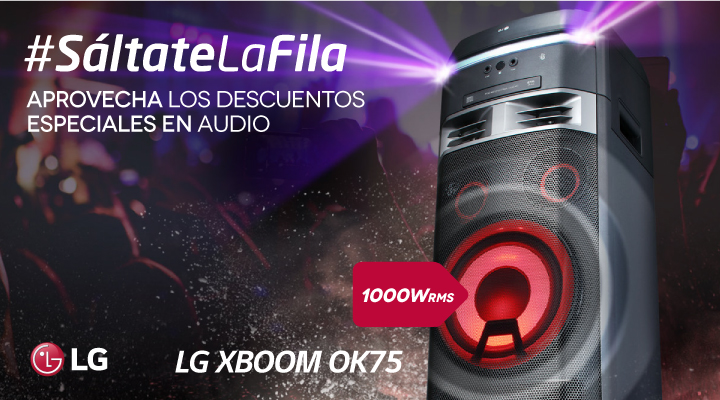 #SáltateLaFila
APROVECHA LOS DESCUENTOS
ESPECIALES EN AUDIO
1000WRMS
LG
LG XBOOM OK75